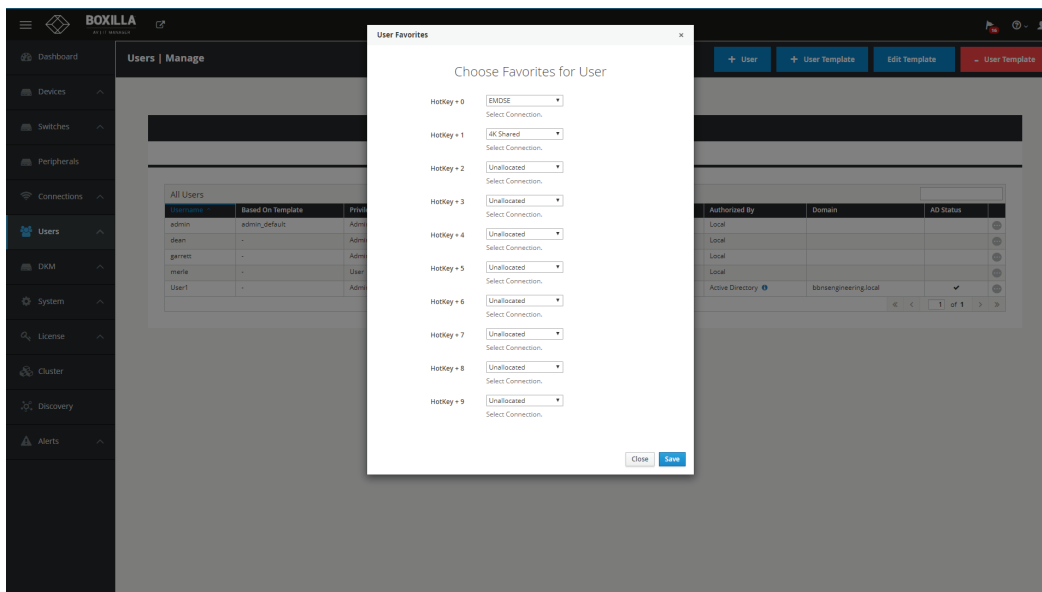 BOXILLA
User Favorites
×
Dashboard
Users | Manage
+ User
+ User Template
Edit Template
- User Template
Choose Favorites for User
Devices
HotKey + 0
EMDSE
Select Connection.
Switches
HotKey + 1
4K Shared
Select Connection.
Peripherals
HotKey + 2
Unallocated
Select Connection.
Connections
All Users
HotKey + 3
Unallocated
Select Connection.
Username
Based On Template
Authorized By
Domain
AD Status
admin
admin_default
Local
Users
HotKey + 4
Unallocated
Select Connection.
dean
-
Local
garrett
-
Local
DKM
HotKey + 5
Unallocated
Select Connection.
merle
-
User
Local
User1
-
Active Directory
bbnsengineering.local
System
HotKey + 6
Unallocated
Select Connection.
1 of 1
License
HotKey + 7
Unallocated
Select Connection.
Cluster
HotKey + 8
Unallocated
Select Connection.
Discovery
HotKey + 9
Unallocated
Select Connection.
Alerts
Close
Save